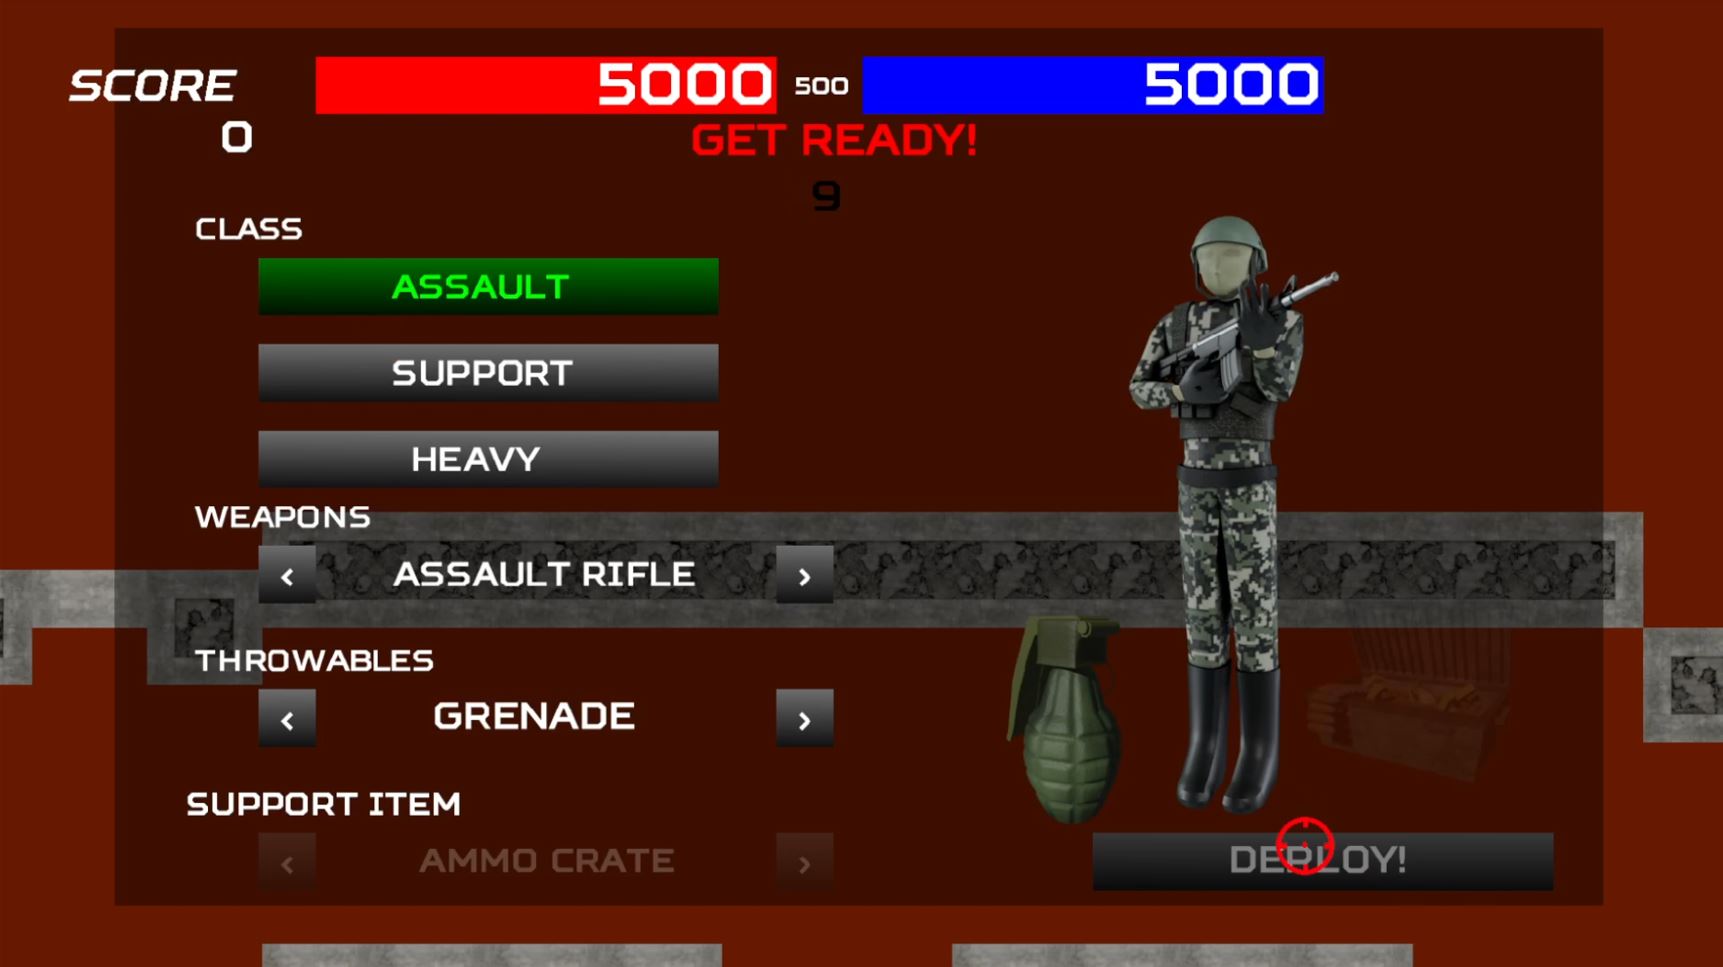 SCORE
0
5000 500 5000
GET READY!
9
CLASS
ASSAULT
SUPPORT
HEAVY
WEAPONS
< ASSAULT RIFLE >
THROWABLES
< GRENADE >
SUPPORT ITEM
< AMMO CRATE >
DEPLOY!